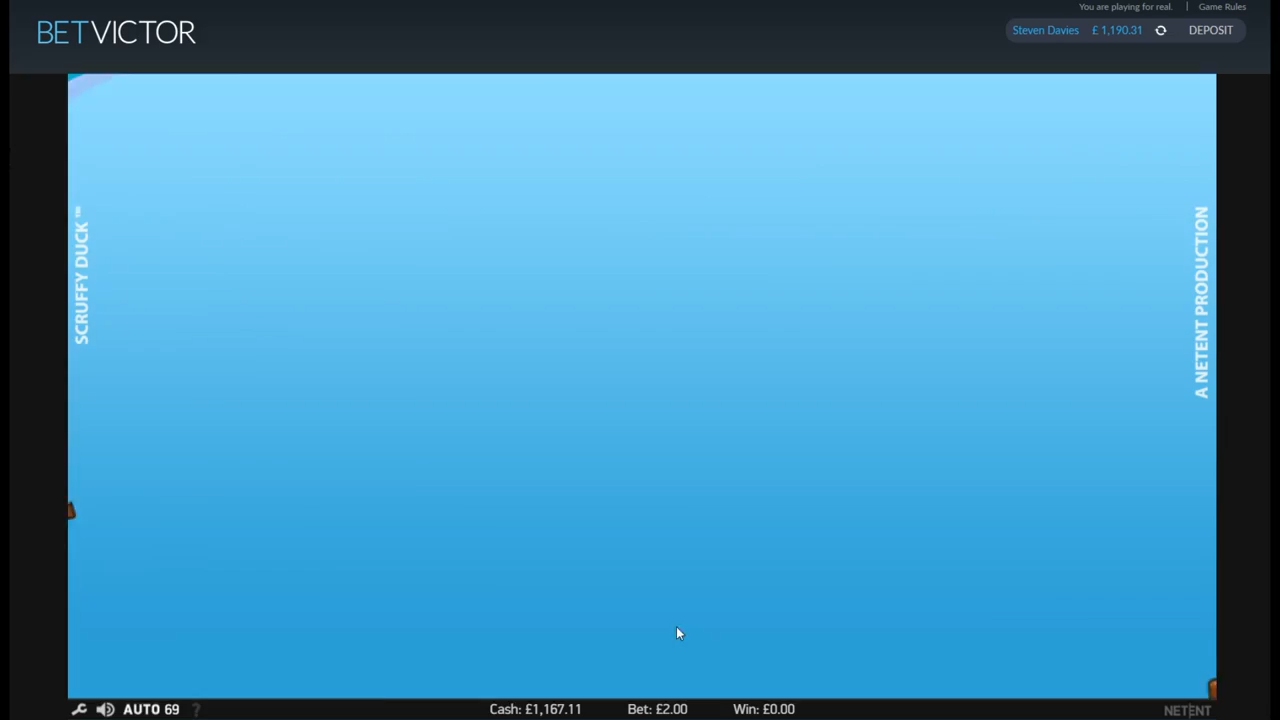 You are playing for real. | Game Rules
BETVICTOR
Steven Davies £ 1,190.31 DEPOSIT
SCRUFFY DUCK™
A NETENT PRODUCTION
AUTO 69 ? Cash: £1,167.11 Bet: £2.00 Win: £0.00 NETENT